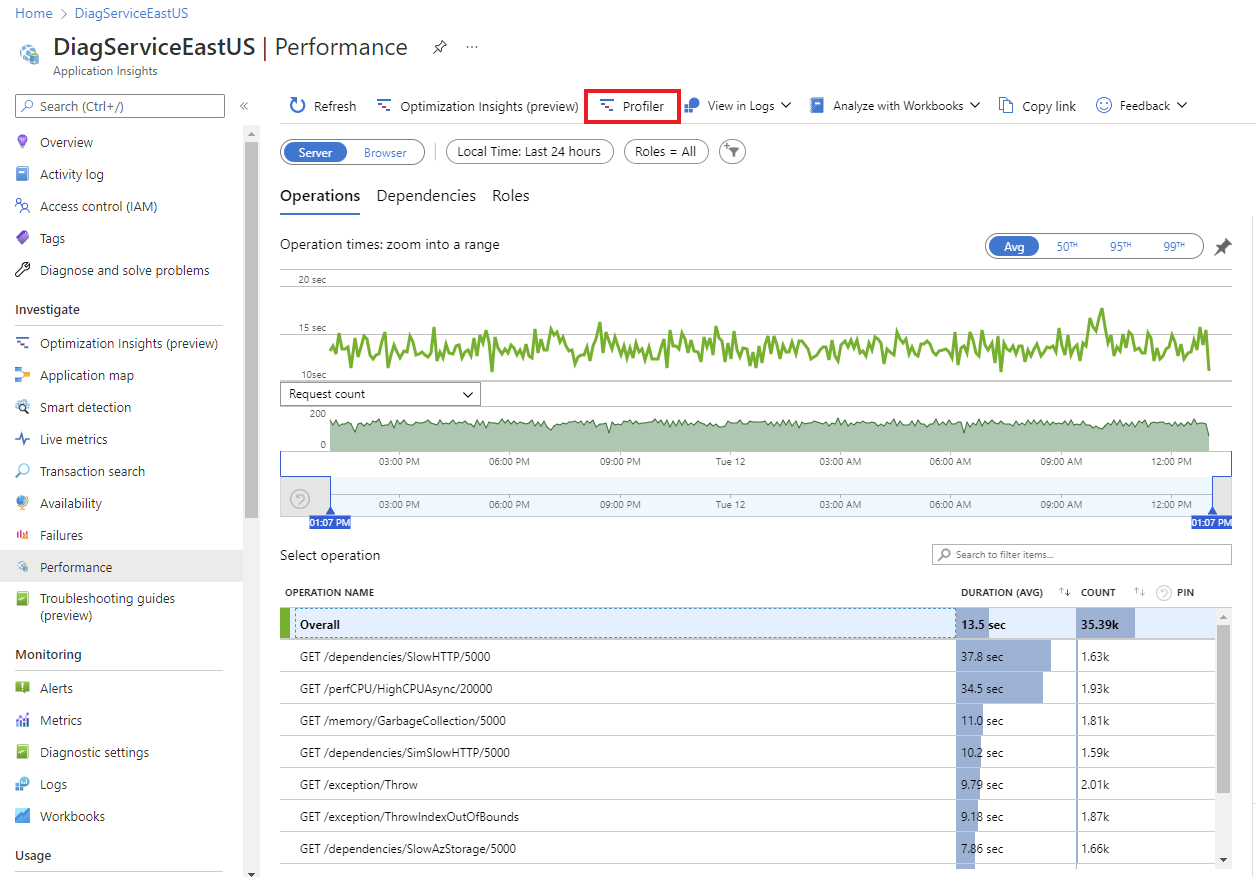 Home > DiagServiceEastUS
DiagServiceEastUS | Performance ...
Application Insights
Search (Ctrl+/) «
Overview
Activity log
Access control (IAM)
Tags
Diagnose and solve problems
Investigate
Optimization Insights (preview)
Application map
Smart detection
Live metrics
Transaction search
Availability
Failures
Performance
Troubleshooting guides
(preview)
Monitoring
Alerts
Metrics
Diagnostic settings
Logs
Workbooks
Usage
Refresh Optimization Insights (preview) Profiler View in Logs Analyze with Workbooks Copy link Feedback
Server Browser Local Time: Last 24 hours Roles = All
Operations Dependencies Roles
Operation times: zoom into a range Avg 50TH 95TH 99TH
20 sec
15 sec
10sec
Request count
200
0
03:00 PM 06:00 PM 09:00 PM Tue 12 03:00 AM 06:00 AM 09:00 AM 12:00 PM
03:00 PM 06:00 PM 09:00 PM Tue 12 03:00 AM 06:00 AM 09:00 AM 12:00 PM
01:07 PM 01:07 PM
Select operation Search to filter items...
OPERATION NAME DURATION (AVG) COUNT PIN
Overall 13.5 sec 35.39k
GET /dependencies/SlowHTTP/5000 37.8 sec 1.63k
GET /perfCPU/HighCPUAsync/20000 34.5 sec 1.93k
GET /memory/GarbageCollection/5000 11.0 sec 1.81k
GET /dependencies/SimSlowHTTP/5000 10.2 sec 1.59k
GET /exception/Throw 9.79 sec 2.01k
GET /exception/ThrowIndexOutOfBounds 9.18 sec 1.87k
GET /dependencies/SlowAzStorage/5000 7.86 sec 1.66k